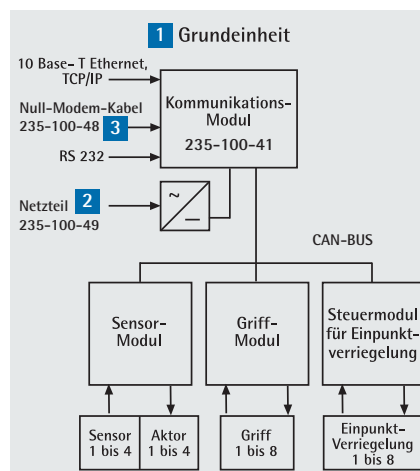 1 Grundeinheit
10 Base- T Ethernet,
TCP/IP
Null-Modem-Kabel
235-100-48 3
RS 232
Kommunikations-
Modul
235-100-41
Netzteil 2
235-100-49
~
CAN-BUS
Sensor-
Modul
Griff-
Modul
Steuermodul
für Einpunkt-
verriegelung
Sensor
1 bis 4
Aktor
1 bis 4
Griff
1 bis 8
Einpunkt-
Verriegelung
1 bis 8